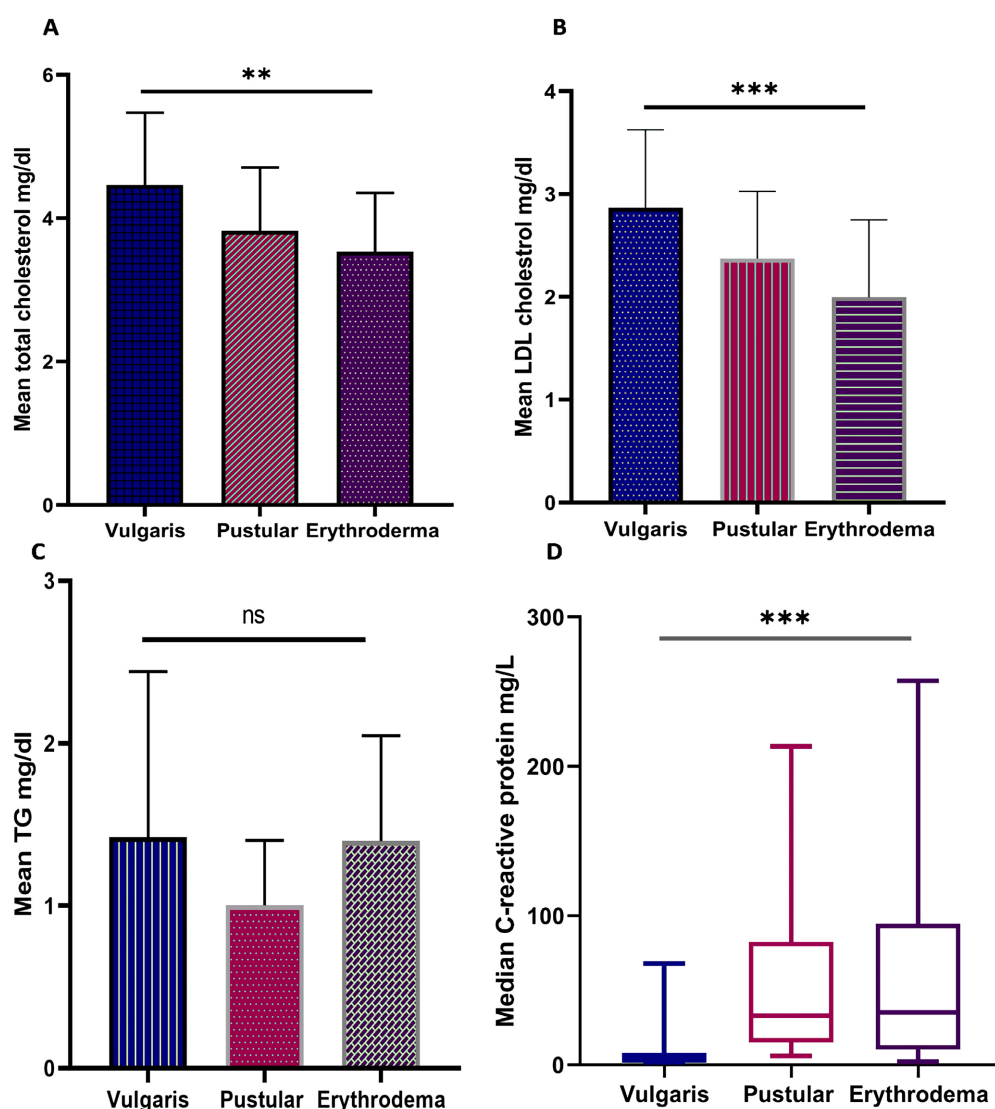 A
Mean total cholesterol mg/dl
6
4
2
0
**
Vulgaris Pustular Erythroderma
B
Mean LDL cholestrol mg/dl
4
3
2
1
0
***
Vulgaris Pustular Erythroderma
C
Mean TG mg/dl
3
2
1
0
ns
Vulgaris Pustular Erythrodema
D
Median C-reactive protein mg/L
300
200
100
0
***
Vulgaris Pustular Erythrodema